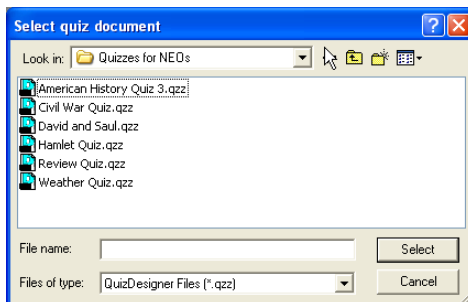 Select quiz document
Look in: Quizzes for NEOs
American History Quiz 3.qzz
Civil War Quiz.qzz
David and Saul.qzz
Hamlet Quiz.qzz
Review Quiz.qzz
Weather Quiz.qzz
File name: Select
Files of type: QuizDesigner Files (*.qzz) Cancel